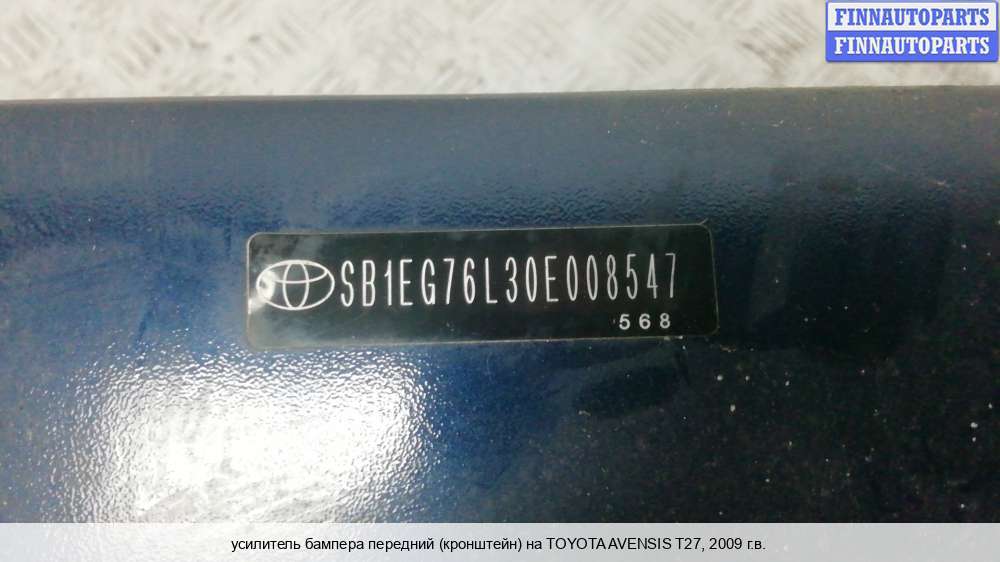 FINNAUTOPARTS
FINNAUTOPARTS
SB1EG76L30E008547
568
усилитель бампера передний (кронштейн) на TOYOTA AVENSIS T27, 2009 г.в.